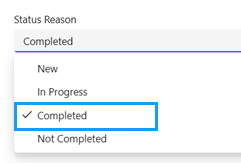 Status Reason
Completed
New
In Progress
Completed
Not Completed